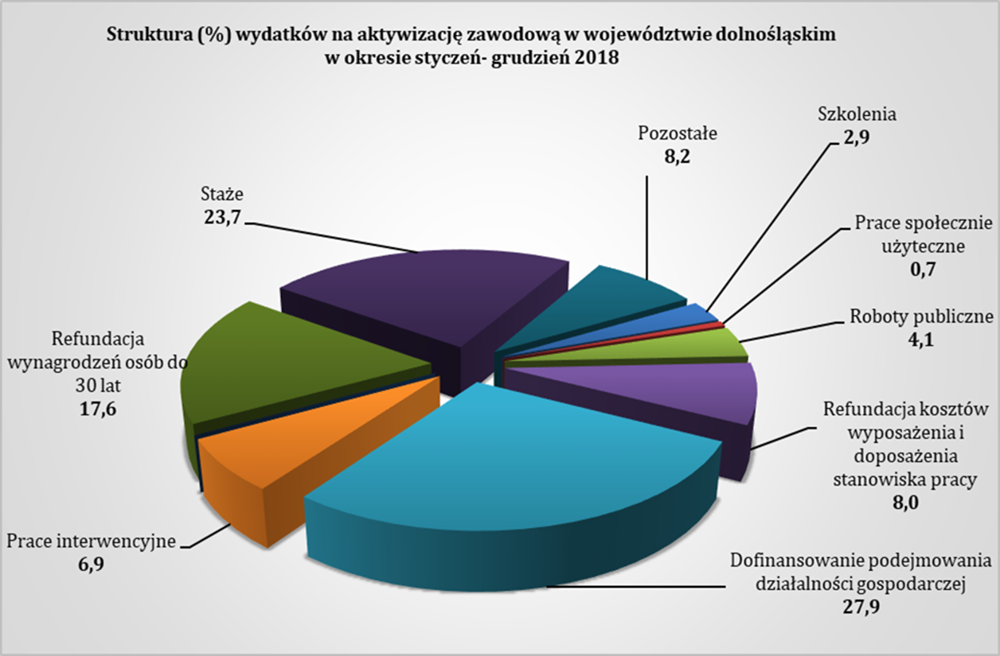 Struktura (%) wydatków na aktywizację zawodową w województwie dolnośląskim
w okresie styczeń- grudzień 2018
Szkolenia
2,9
Pozostałe
8,2
Staże
23,7
Prace społecznie
użyteczne
0,7
Roboty publiczne
4,1
Refundacja
wynagrodzeń osób do
30 lat
17,6
Refundacja kosztów
wyposażenia i
doposażenia
stanowiska pracy
8,0
Prace interwencyjne
6,9
Dofinansowanie podejmowania
działalności gospodarczej
27,9